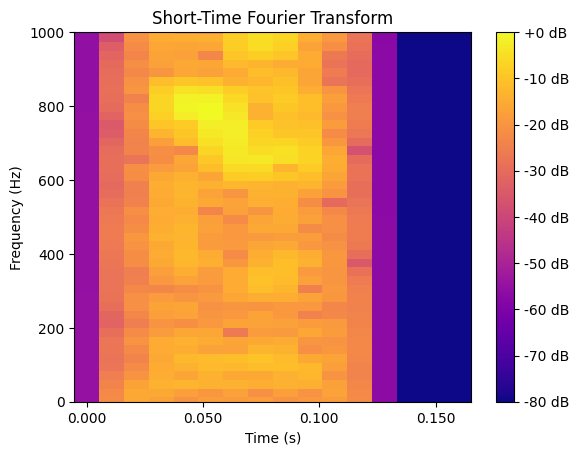 Short-Time Fourier Transform
Frequency (Hz)
1000
800
600
400
200
0
0.000
0.050
0.100
0.150
Time (s)
+0 dB
-10 dB
-20 dB
-30 dB
-40 dB
-50 dB
-60 dB
-70 dB
-80 dB